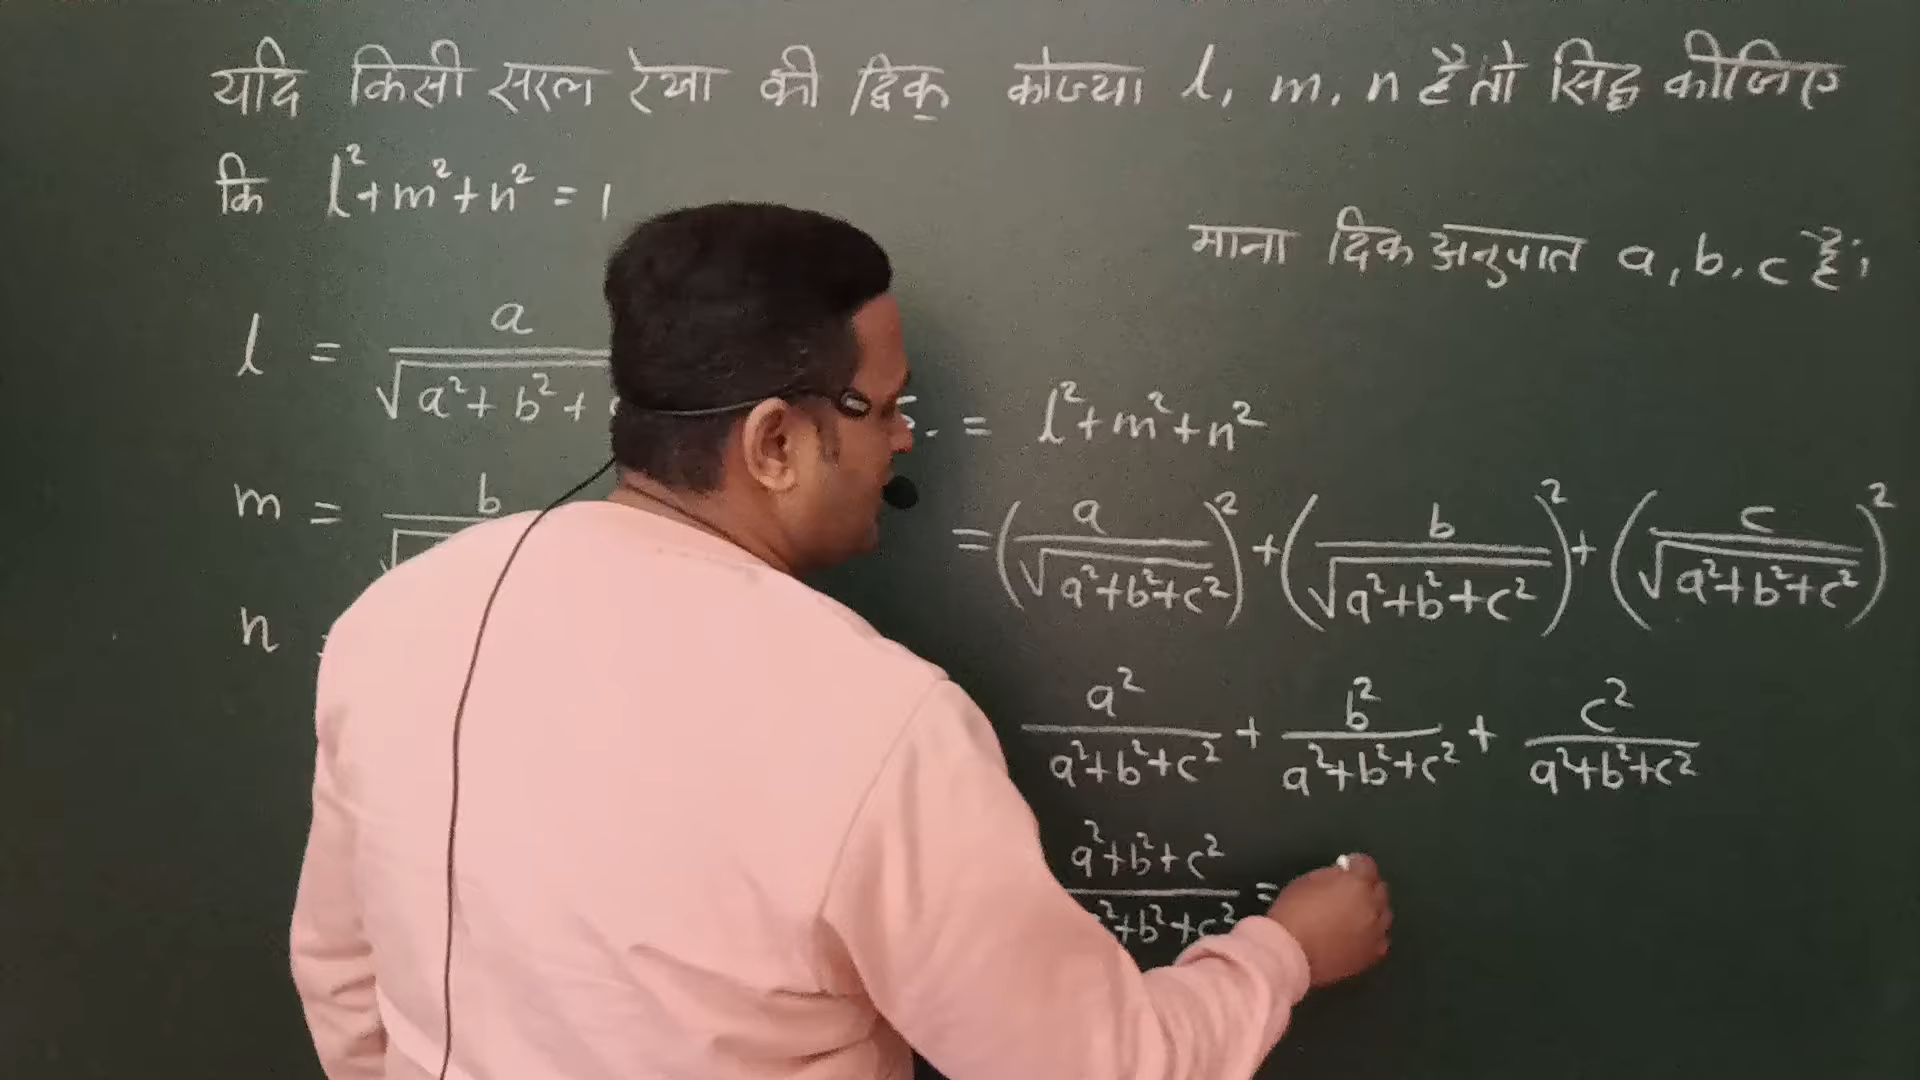 यदि किसी सरल रेखा की द्विक् कोज्या l, m, n है तो सिद्ध कीजिए
कि l²+m²+n² = 1
माना दिक अनुपात a, b, c है।
l = a / √a²+b²+
= l²+m²+n²
m = b / √
= (a / √a²+b²+c²)² + (b / √a²+b²+c²)² + (c / √a²+b²+c²)²
n
a² / a²+b²+c² + b² / a²+b²+c² + c² / a²+b²+c²
a²+b²+c² / ²+b²+c² =